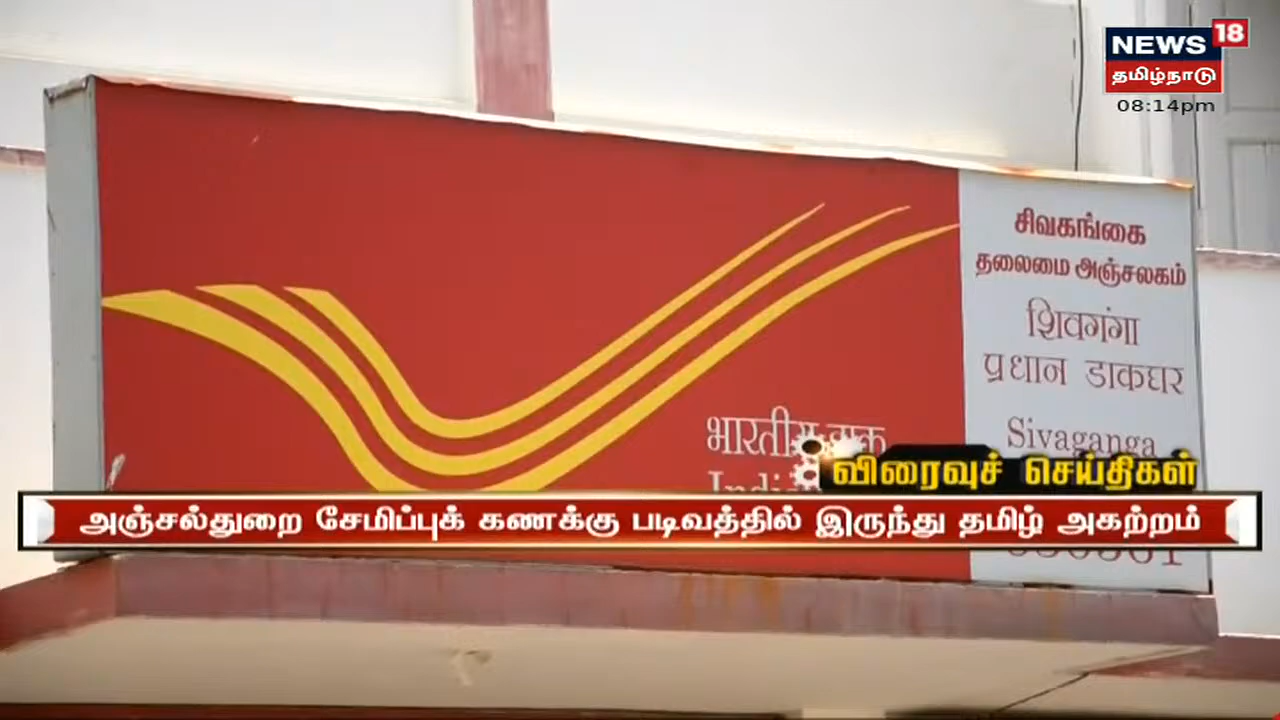 NEWS 18
தமிழ்நாடு
08:14pm
சிவகங்கை
தலைமை அஞ்சலகம்
शिवगंगा
प्रधान डाकघर
Sivaganga
भारतीय डाक
விரைவுச் செய்திகள்
அஞ்சல்துறை சேமிப்புக் கணக்கு படிவத்தில் இருந்து தமிழ் அகற்றம்